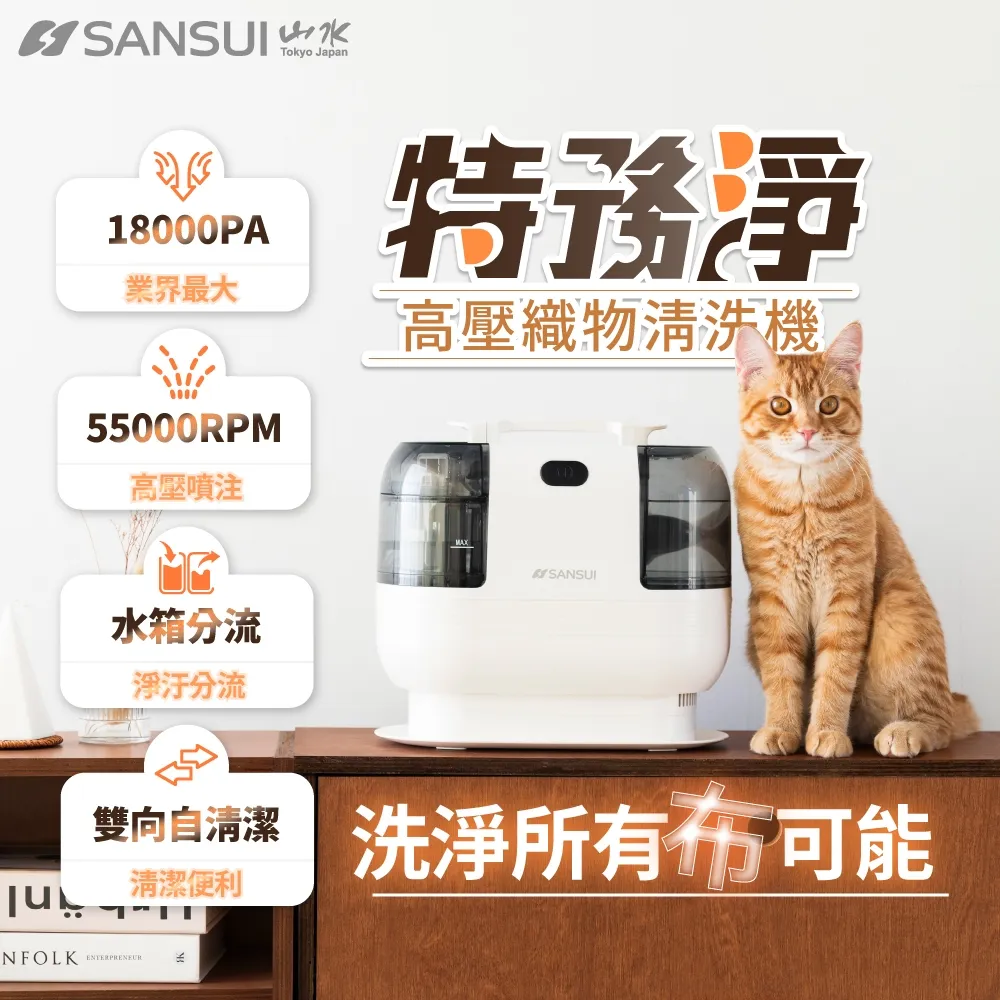 SANSUI 山水
Tokyo Japan
特務淨
高壓織物清洗機
18000PA
業界最大
55000RPM
高壓噴注
水箱分流
淨汙分流
雙向自清潔
清潔便利
MAX
SANSUI
洗淨所有布可能
NFOLK ENTERPRENEUR